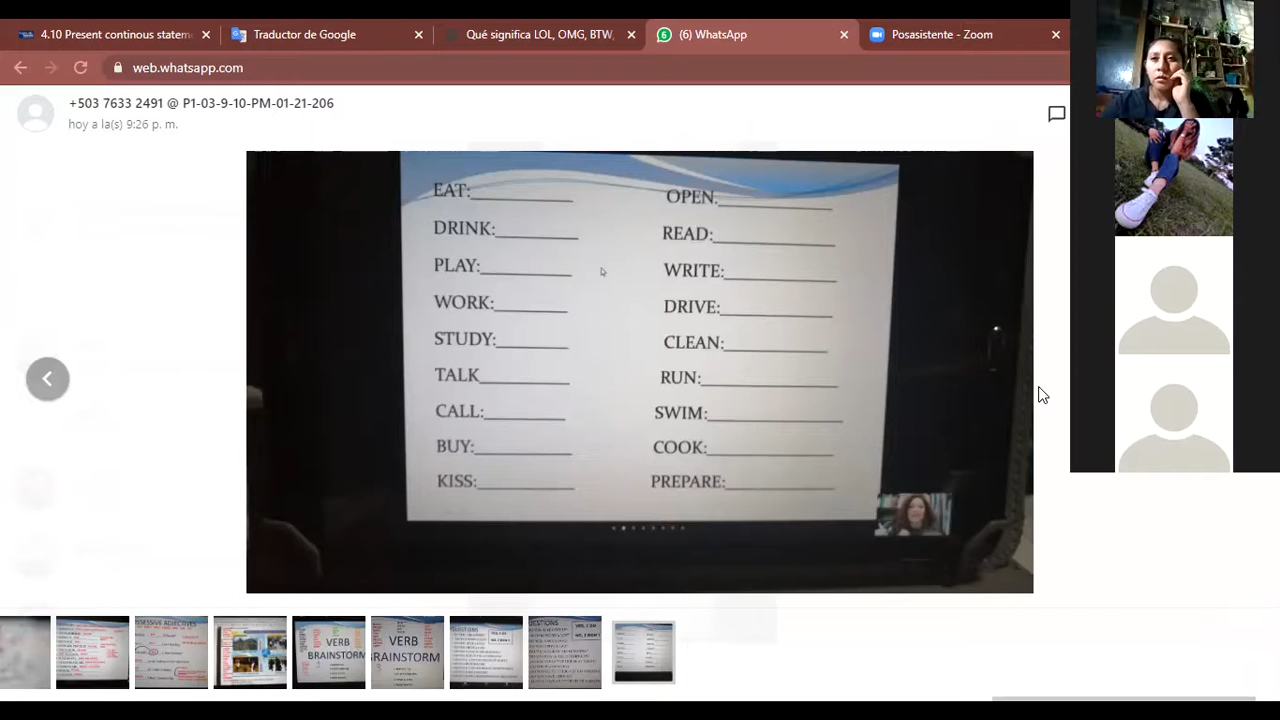 4.10 Present continous statem
Traductor de Google
Qué significa LOL, OMG, BTW,
(6) WhatsApp
Posasistente - Zoom
web.whatsapp.com
+503 7633 2491 @ P1-03-9-10-PM-01-21-206
hoy a la(s) 9:26 p. m.
EAT:
DRINK:
PLAY:
WORK:
STUDY:
TALK
CALL:
BUY:
KISS:
OPEN.
READ:
WRITE:
DRIVE:
CLEAN:
RUN:
SWIM:
COOK:
PREPARE:
VERB
BRAINSTORM
VERB
BRAINSTORM